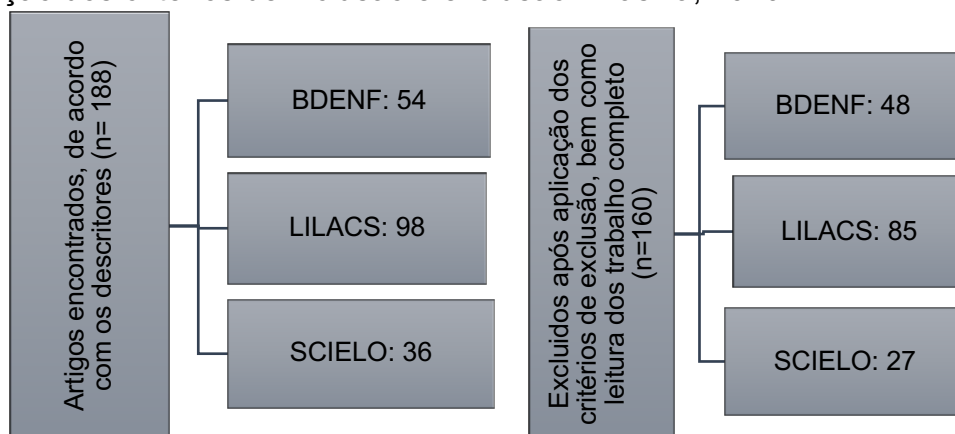 Artigos encontrados, de acordo
com os descritores (n= 188)
BDENF: 54
LILACS: 98
SCIELO: 36
Excluidos após aplicação dos
critérios de exclusão, bem como
leitura dos trabalho completo
(n=160)
BDENF: 48
LILACS: 85
SCIELO: 27